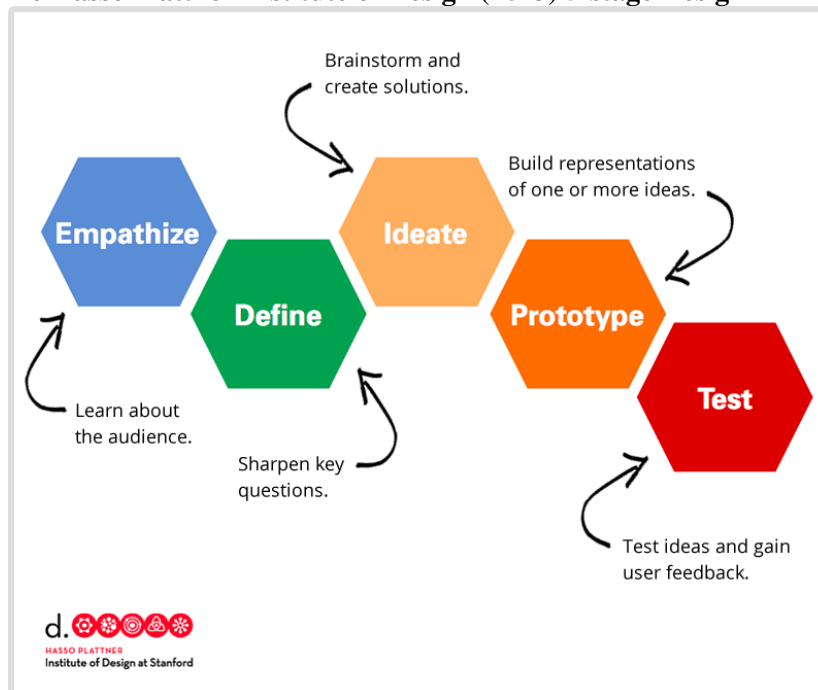 Brainstorm and
create solutions.
Build representations
of one or more ideas.
Empathize
Ideate
Define
Prototype
Test
Learn about
the audience.
Sharpen key
questions.
Test ideas and gain
user feedback.
d.
HASSO PLATTNER
Institute of Design at Stanford